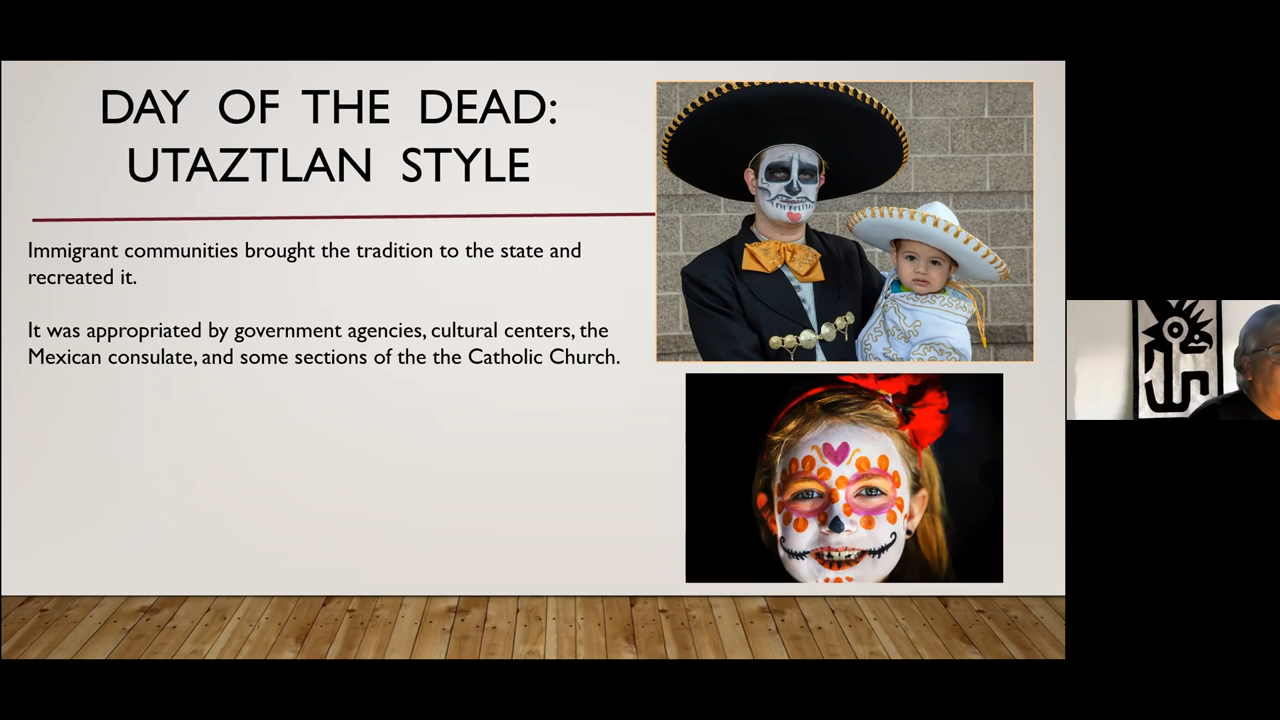 DAY OF THE DEAD:
UTAZTLAN STYLE
Immigrant communities brought the tradition to the state and
recreated it.
It was appropriated by government agencies, cultural centers, the
Mexican consulate, and some sections of the the Catholic Church.